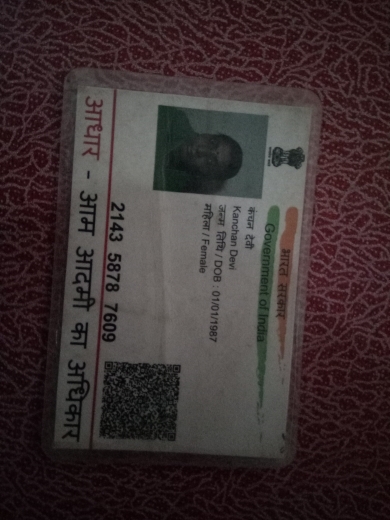 भारत सरकार
Government of India
कंचन देवी
Kanchan Devi
जन्म तिथि / DOB : 01/01/1987
महिला / Female
2143 5878 7609
आधार - आम आदमी का अधिकार